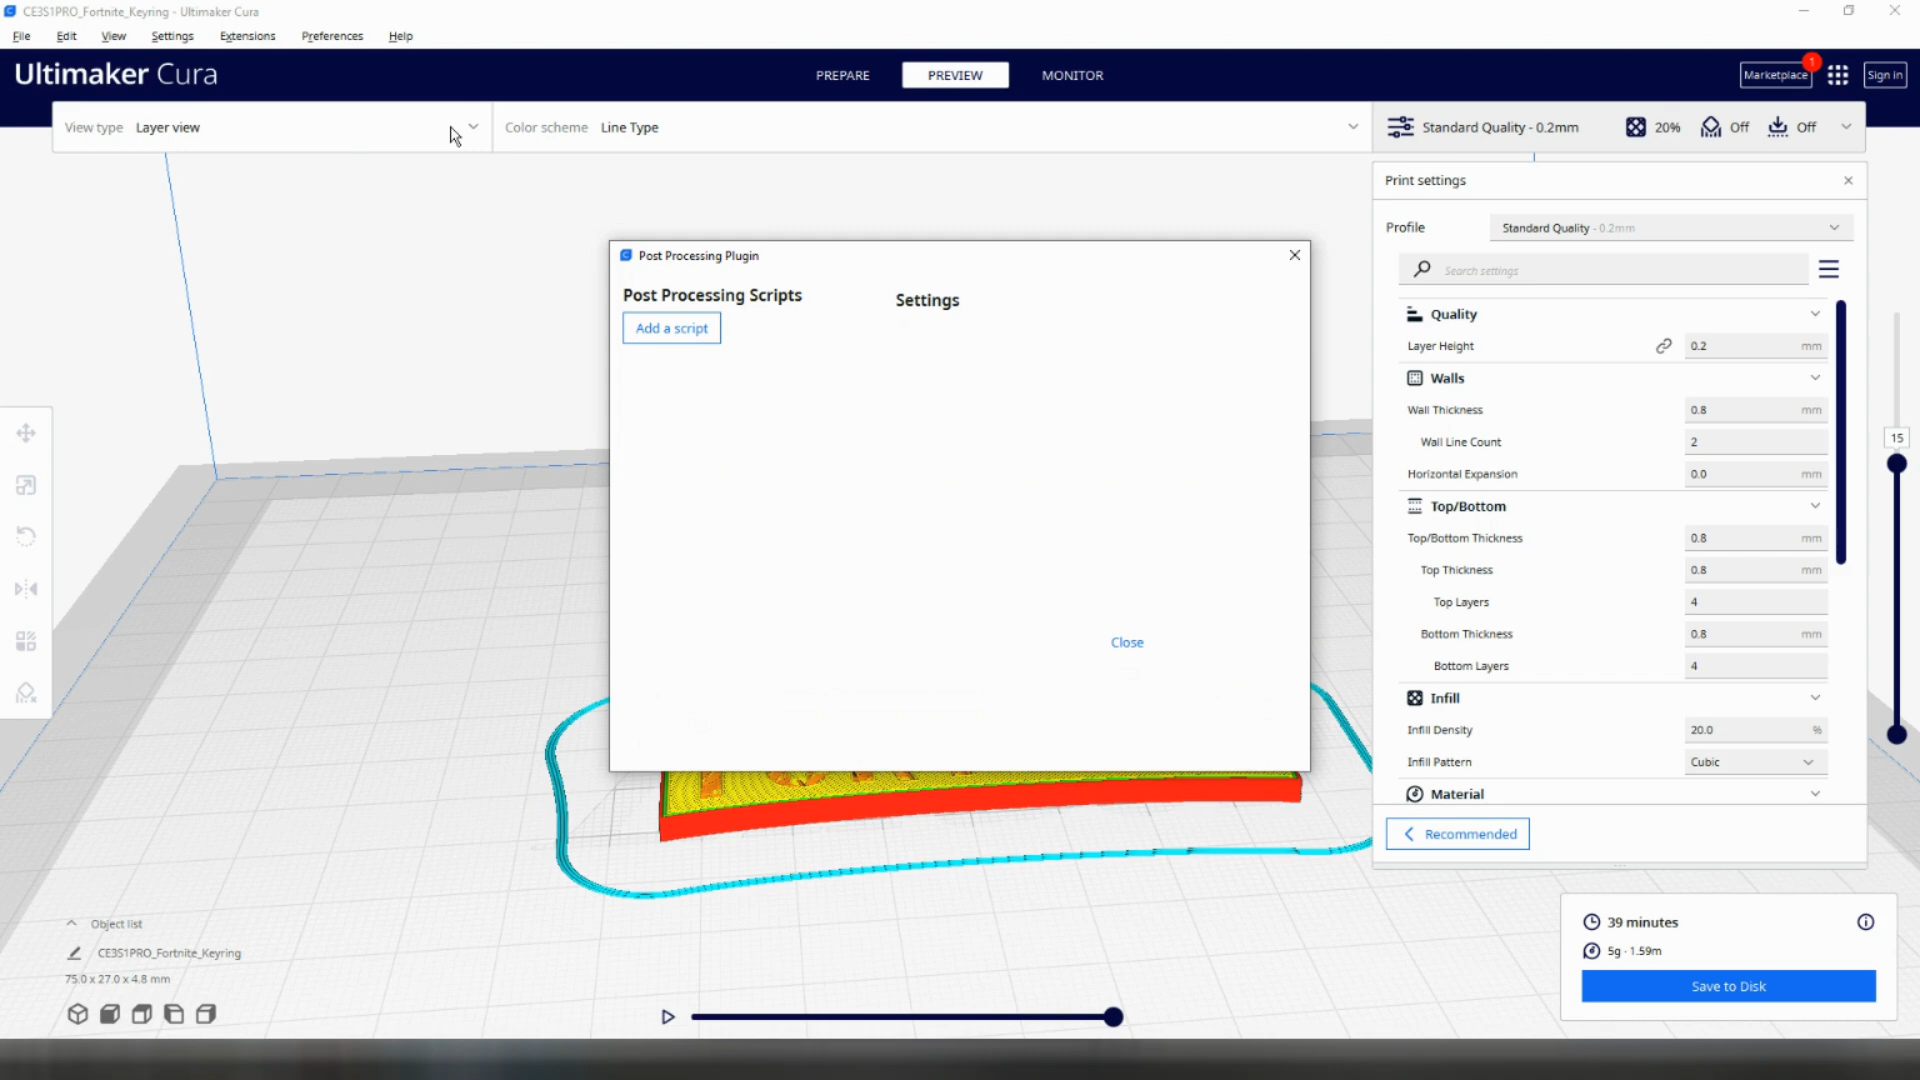 CE3S1PRO_Fortnite_Keyring - Ultimaker Cura
File Edit View Settings Extensions Preferences Help
Ultimaker Cura
PREPARE PREVIEW MONITOR
Marketplace 1
Sign in
View type Layer view
Color scheme Line Type
Standard Quality - 0.2mm 20% Off Off
Print settings
Profile Standard Quality - 0.2mm
Search settings
Quality
Layer Height 0.2 mm
Walls
Wall Thickness 0.8 mm
Wall Line Count 2
Horizontal Expansion 0.0 mm
Top/Bottom
Top/Bottom Thickness 0.8 mm
Top Thickness 0.8 mm
Top Layers 4
Bottom Thickness 0.8 mm
Bottom Layers 4
Infill
Infill Density 20.0 %
Infill Pattern Cubic
Material
Recommended
15
Post Processing Plugin
Post Processing Scripts
Settings
Add a script
Close
Object list
CE3S1PRO_Fortnite_Keyring
75.0 x 27.0 x 4.8 mm
39 minutes
5g · 1.59m
Save to Disk